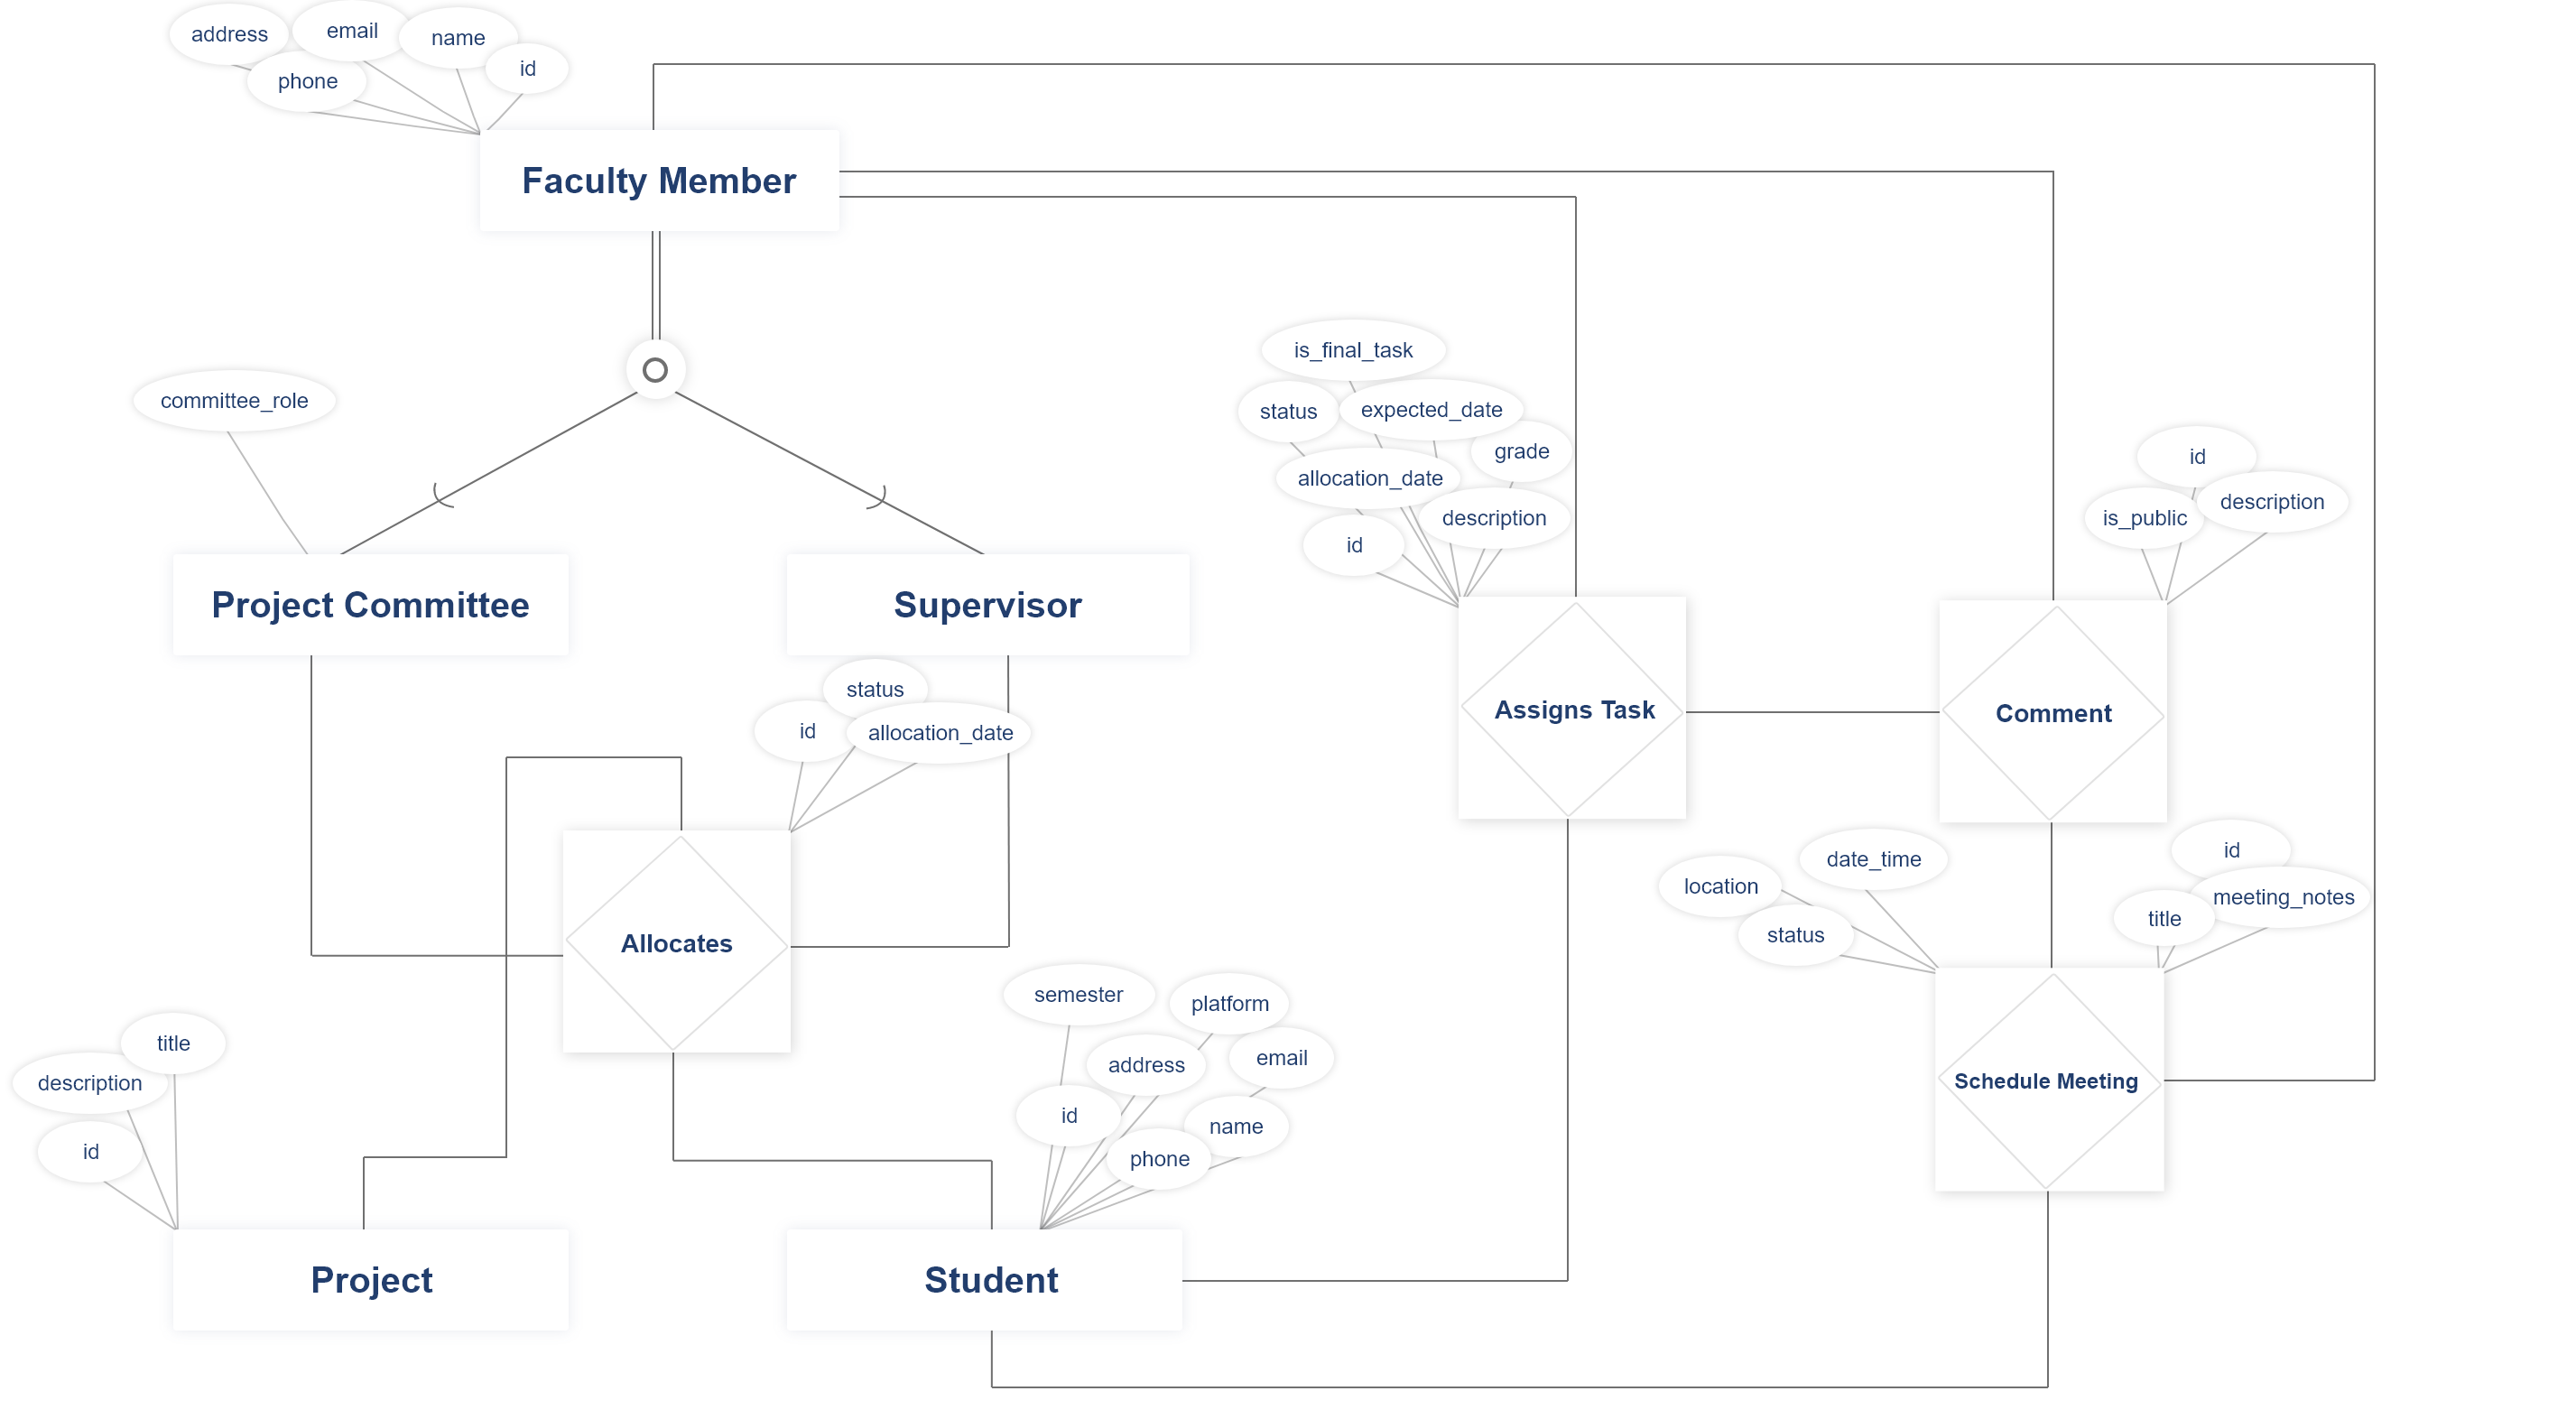 address
email
name
id
phone
Faculty Member
committee_role
Project Committee
Supervisor
is_final_task
status
expected_date
grade
allocation_date
description
id
id
description
is_public
Assigns Task
Comment
status
id
allocation_date
Allocates
location
date_time
status
id
meeting_notes
title
Schedule Meeting
title
description
id
Project
semester
platform
address
email
id
name
phone
Student